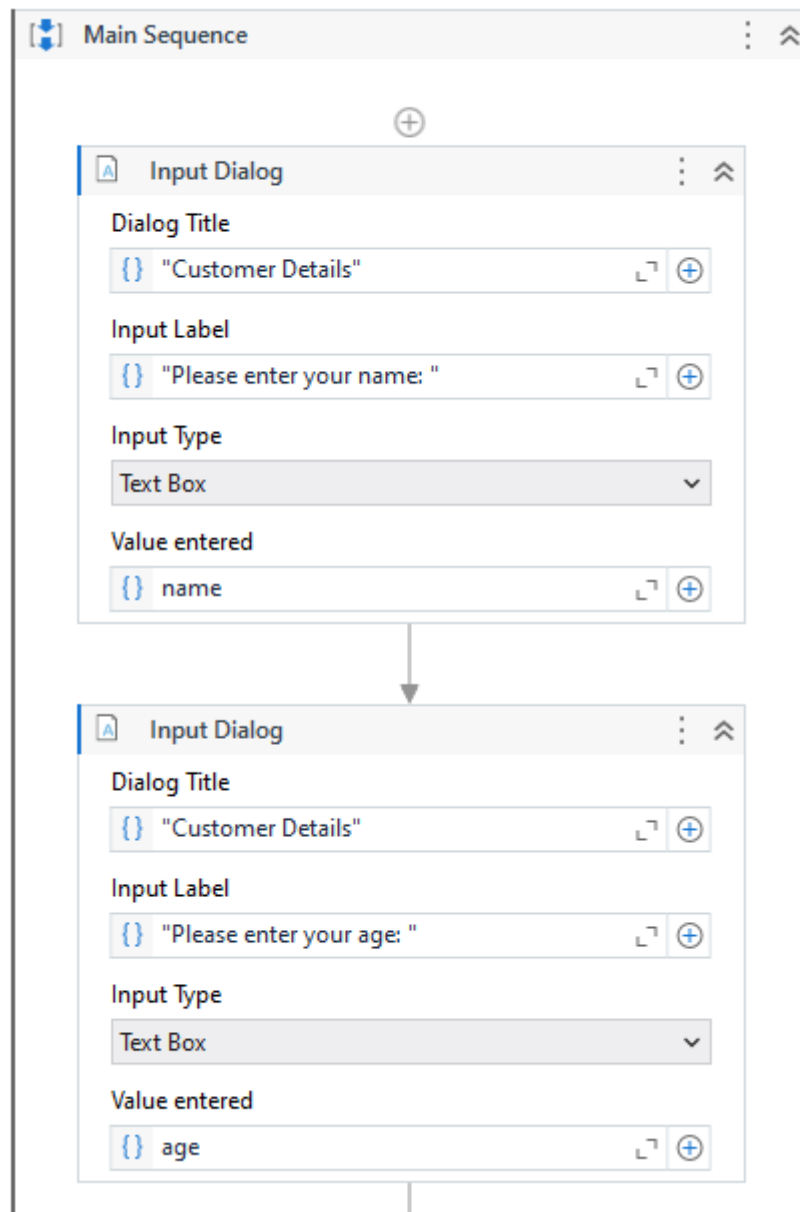 Main Sequence
Input Dialog
Dialog Title
"Customer Details"
Input Label
"Please enter your name: "
Input Type
Text Box
Value entered
name
Input Dialog
Dialog Title
"Customer Details"
Input Label
"Please enter your age: "
Input Type
Text Box
Value entered
age